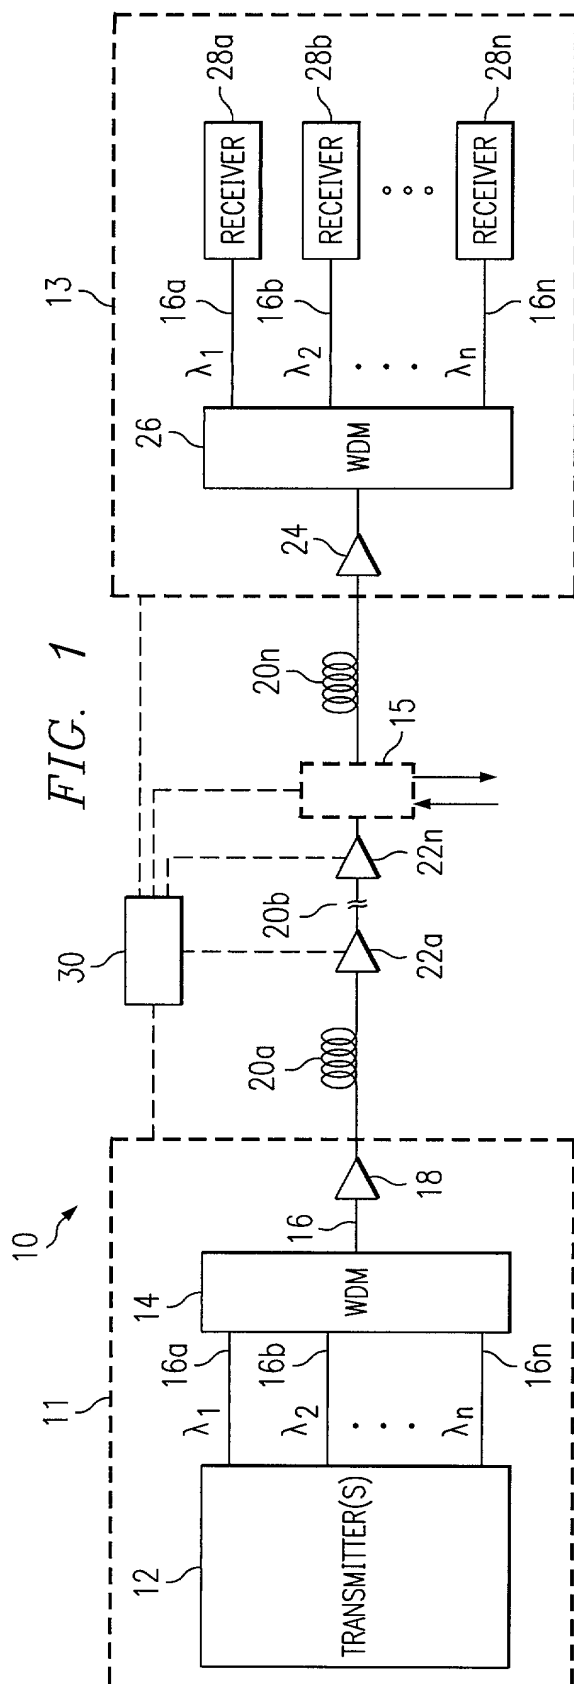 FIG. 1
10
11
12
TRANSMITTER(S)
λ1
16a
λ2
16b
λn
16n
14
WDM
16
18
20a
30
22a
20b
22n
15
20n
13
24
26
WDM
λ1
16a
λ2
16b
λn
16n
RECEIVER
28a
RECEIVER
28b
RECEIVER
28n